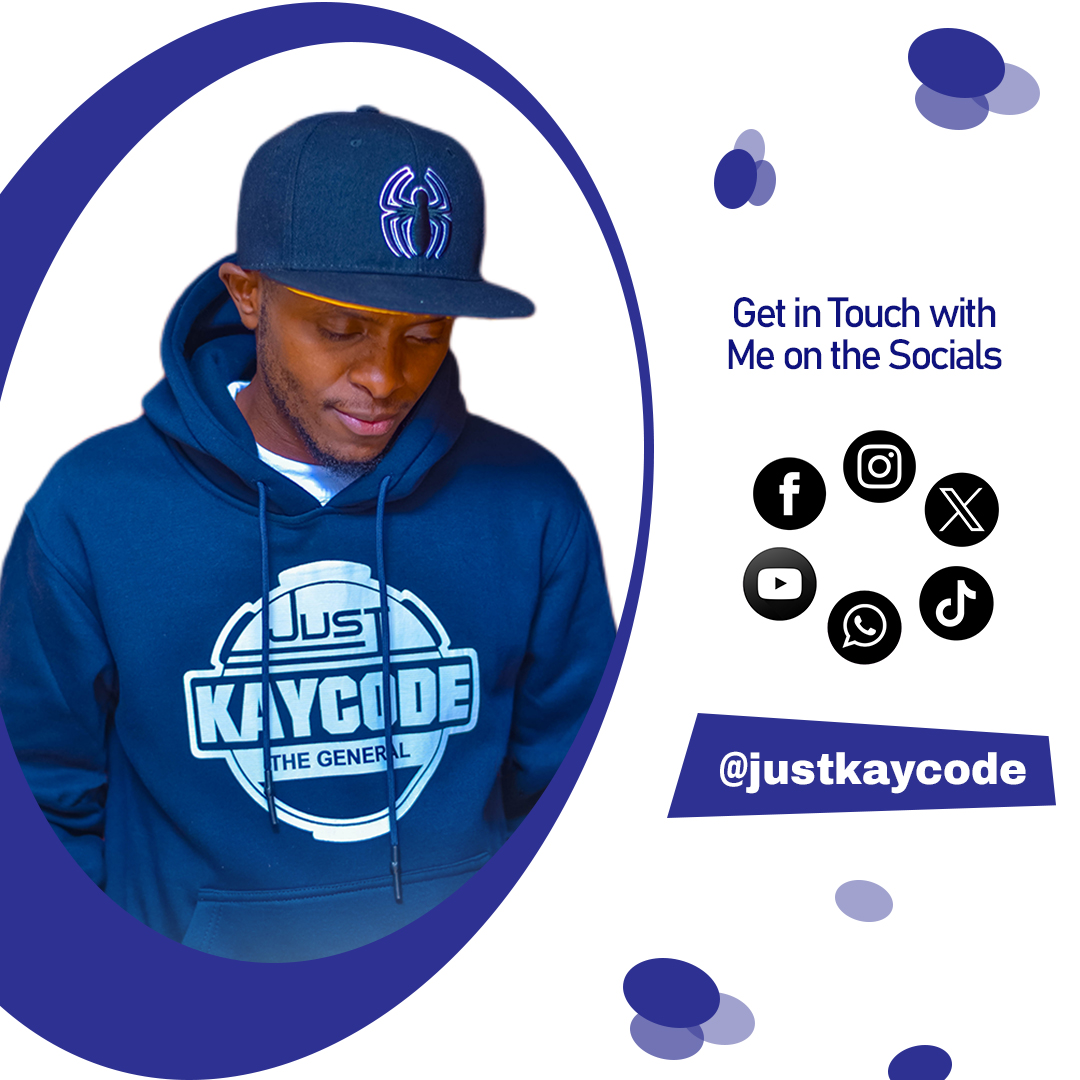 JUST
KAYCODE
THE GENERAL
Get in Touch with
Me on the Socials
@justkaycode